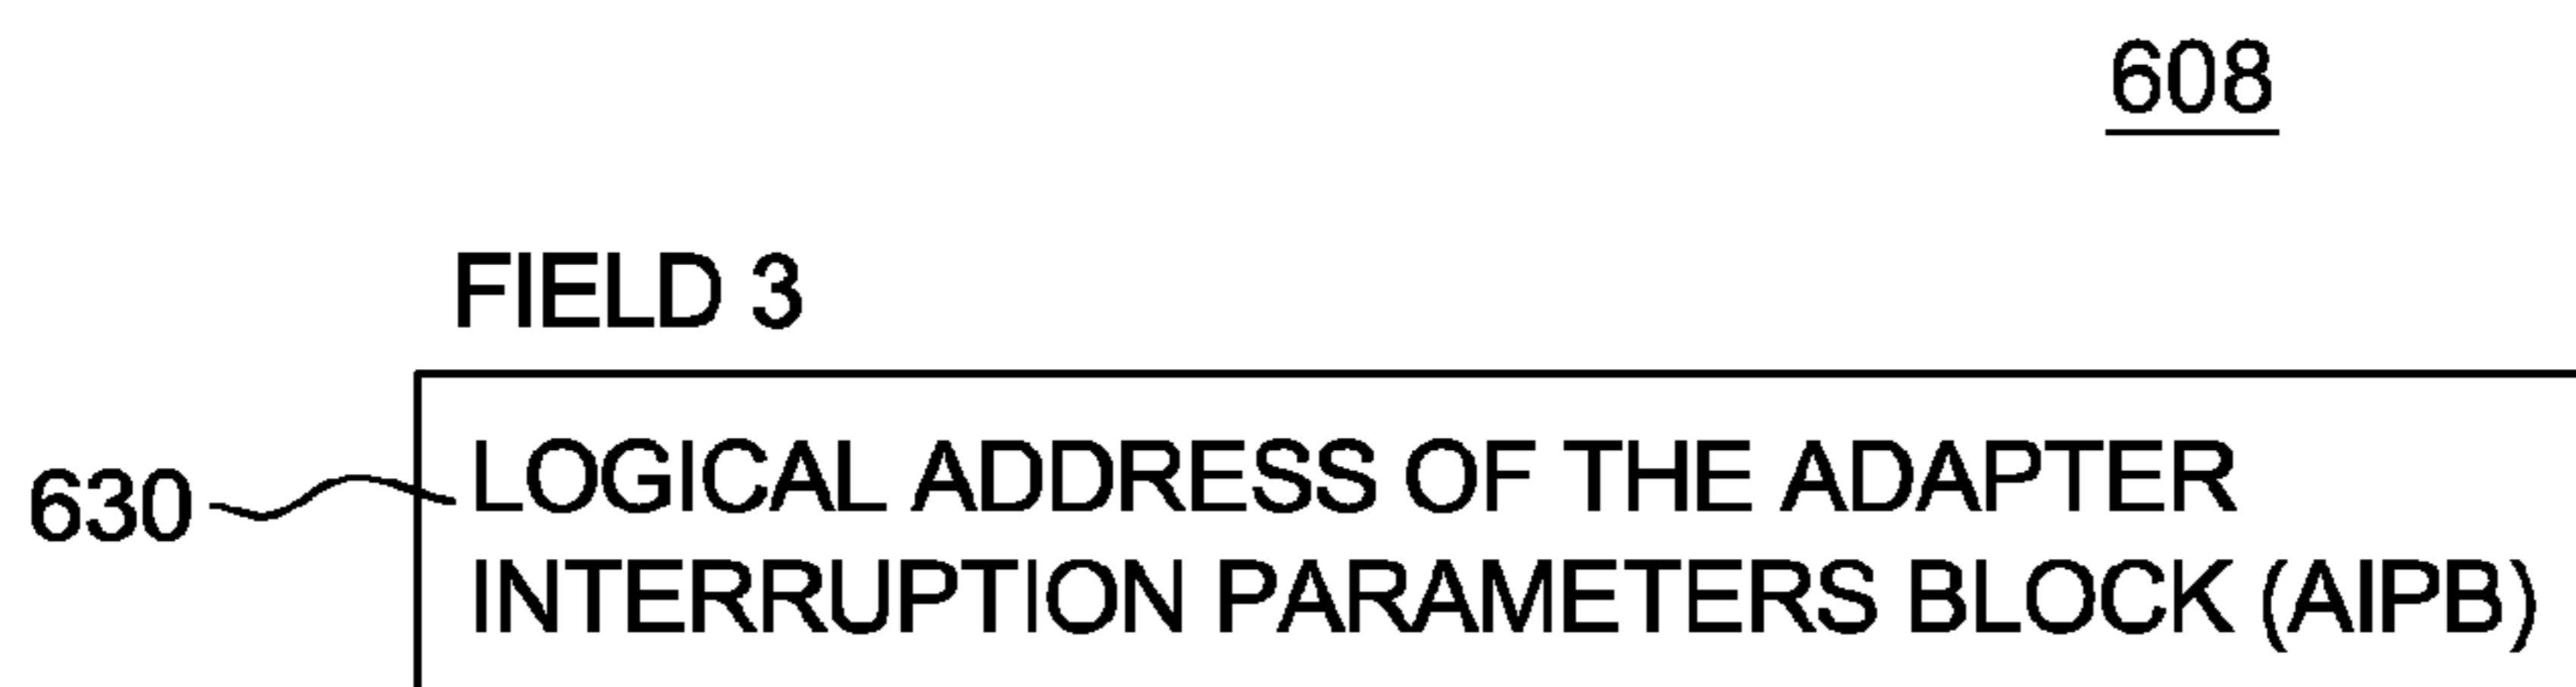 608
FIELD 3
630
LOGICAL ADDRESS OF THE ADAPTER
INTERRUPTION PARAMETERS BLOCK (AIPB)